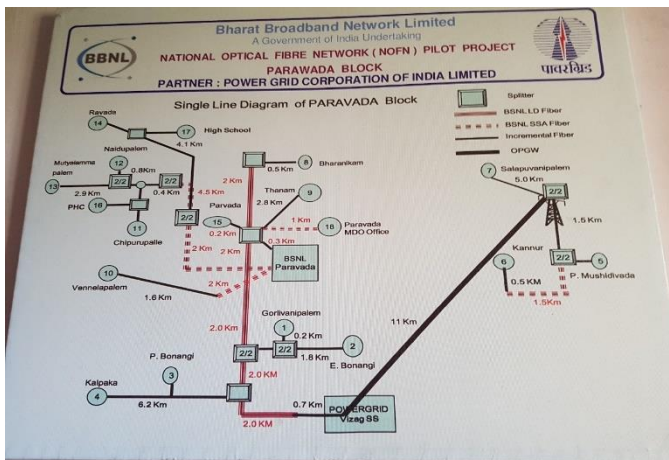 Bharat Broadband Network Limited
A Government of India Undertaking
BBNL
NATIONAL OPTICAL FIBRE NETWORK ( NOFN ) PILOT PROJECT
PARAWADA BLOCK
PARTNER : POWER GRID CORPORATION OF INDIA LIMITED
पावरग्रिड
Single Line Diagram of PARAVADA Block
Splitter
BSNL LD Fiber
BSNL SSA Fiber
Incremental Fiber
OPGW
Ravada
14
17
High School
4.1 Km
Naidupalem
12
Mutyalamma
palem
13
2/2
0.8Km
2/2
2.9 Km
0.4 Km
4.5 Km
PHC
16
11
Chipurupalle
2/2
2 Km
0.5 Km
8
Bharanikam
Thanam
9
2.8 Km
Parvada
15
0.2 Km
1 Km
18
Paravada
MDO Office
2 Km
2 Km
0.3 Km
BSNL
Paravada
10
Vennelapalem
2 Km
1.6 Km
7
Salapuvanipalem
5.0 Km
2/2
1.5 Km
Kannur
6
2/2
5
P. Mushidivada
0.5 KM
1.5Km
2.0 Km
Gorlivanipalem
1
0.2 Km
2/2
2/2
2
1.8 Km
E. Bonangi
11 Km
2.0 KM
P. Bonangi
3
Kalpaka
4
6.2 Km
2.0 KM
0.7 Km
POWERGRID
Vizag SS